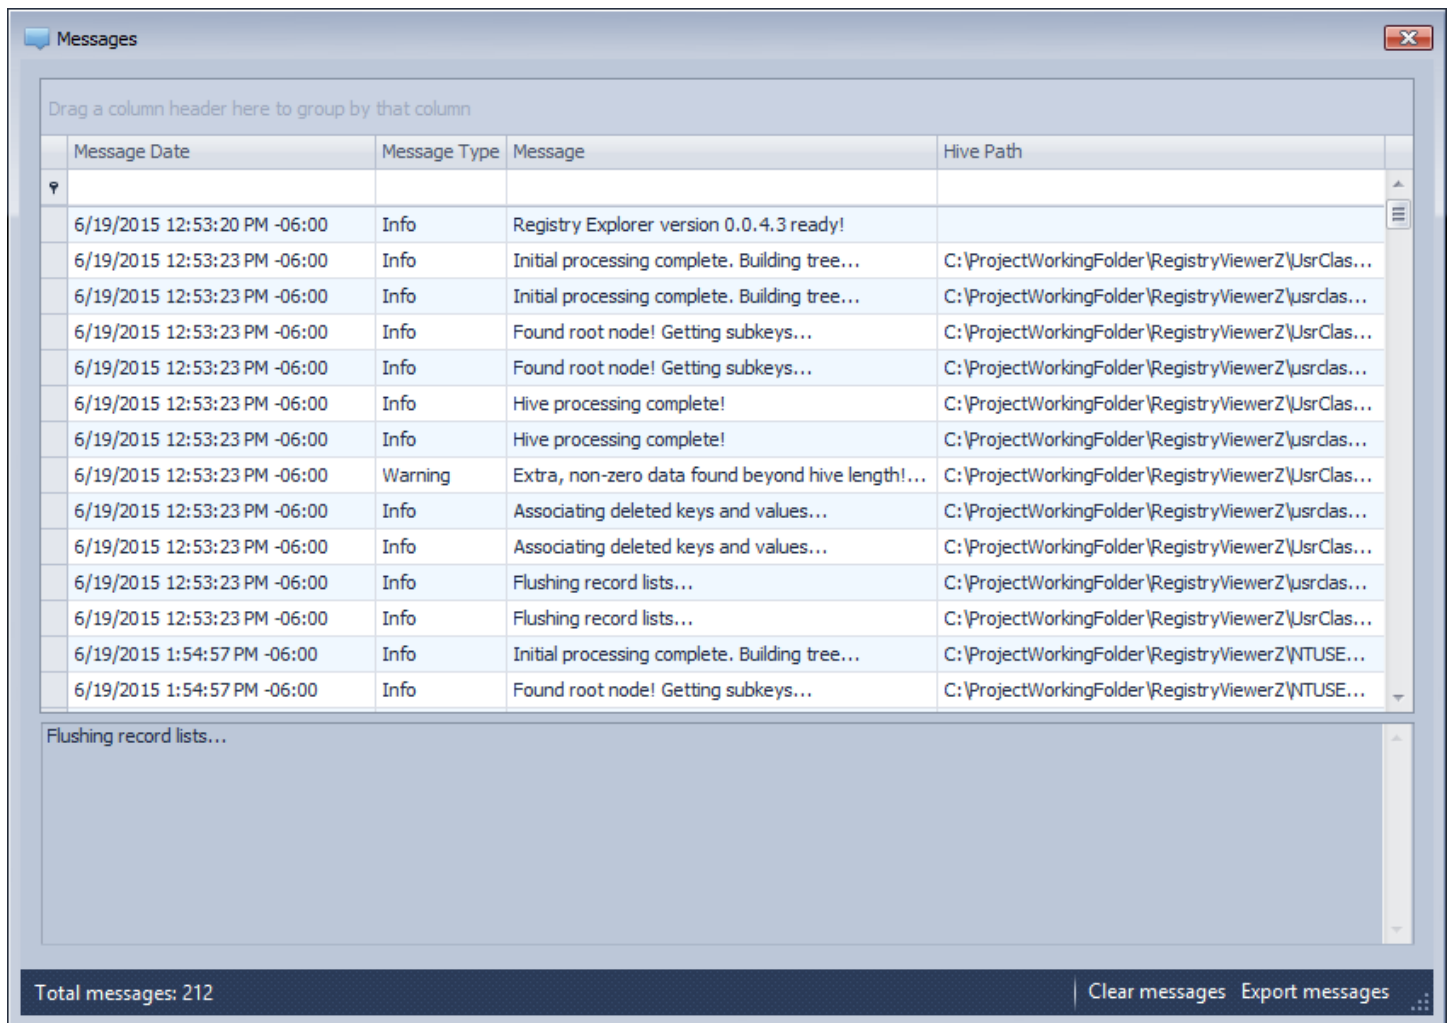 Messages
Drag a column header here to group by that column
Message Date Message Type Message Hive Path
6/19/2015 12:53:20 PM -06:00 Info Registry Explorer version 0.0.4.3 ready!
6/19/2015 12:53:23 PM -06:00 Info Initial processing complete. Building tree... C:\ProjectWorkingFolder\RegistryViewerZ\UsrClas...
6/19/2015 12:53:23 PM -06:00 Info Initial processing complete. Building tree... C:\ProjectWorkingFolder\RegistryViewerZ\usrclas...
6/19/2015 12:53:23 PM -06:00 Info Found root node! Getting subkeys... C:\ProjectWorkingFolder\RegistryViewerZ\UsrClas...
6/19/2015 12:53:23 PM -06:00 Info Found root node! Getting subkeys... C:\ProjectWorkingFolder\RegistryViewerZ\usrclas...
6/19/2015 12:53:23 PM -06:00 Info Hive processing complete! C:\ProjectWorkingFolder\RegistryViewerZ\UsrClas...
6/19/2015 12:53:23 PM -06:00 Info Hive processing complete! C:\ProjectWorkingFolder\RegistryViewerZ\usrclas...
6/19/2015 12:53:23 PM -06:00 Warning Extra, non-zero data found beyond hive length!... C:\ProjectWorkingFolder\RegistryViewerZ\UsrClas...
6/19/2015 12:53:23 PM -06:00 Info Associating deleted keys and values... C:\ProjectWorkingFolder\RegistryViewerZ\usrclas...
6/19/2015 12:53:23 PM -06:00 Info Associating deleted keys and values... C:\ProjectWorkingFolder\RegistryViewerZ\UsrClas...
6/19/2015 12:53:23 PM -06:00 Info Flushing record lists... C:\ProjectWorkingFolder\RegistryViewerZ\usrclas...
6/19/2015 12:53:23 PM -06:00 Info Flushing record lists... C:\ProjectWorkingFolder\RegistryViewerZ\UsrClas...
6/19/2015 1:54:57 PM -06:00 Info Initial processing complete. Building tree... C:\ProjectWorkingFolder\RegistryViewerZ\NTUSE...
6/19/2015 1:54:57 PM -06:00 Info Found root node! Getting subkeys... C:\ProjectWorkingFolder\RegistryViewerZ\NTUSE...
Flushing record lists...
Total messages: 212 Clear messages Export messages